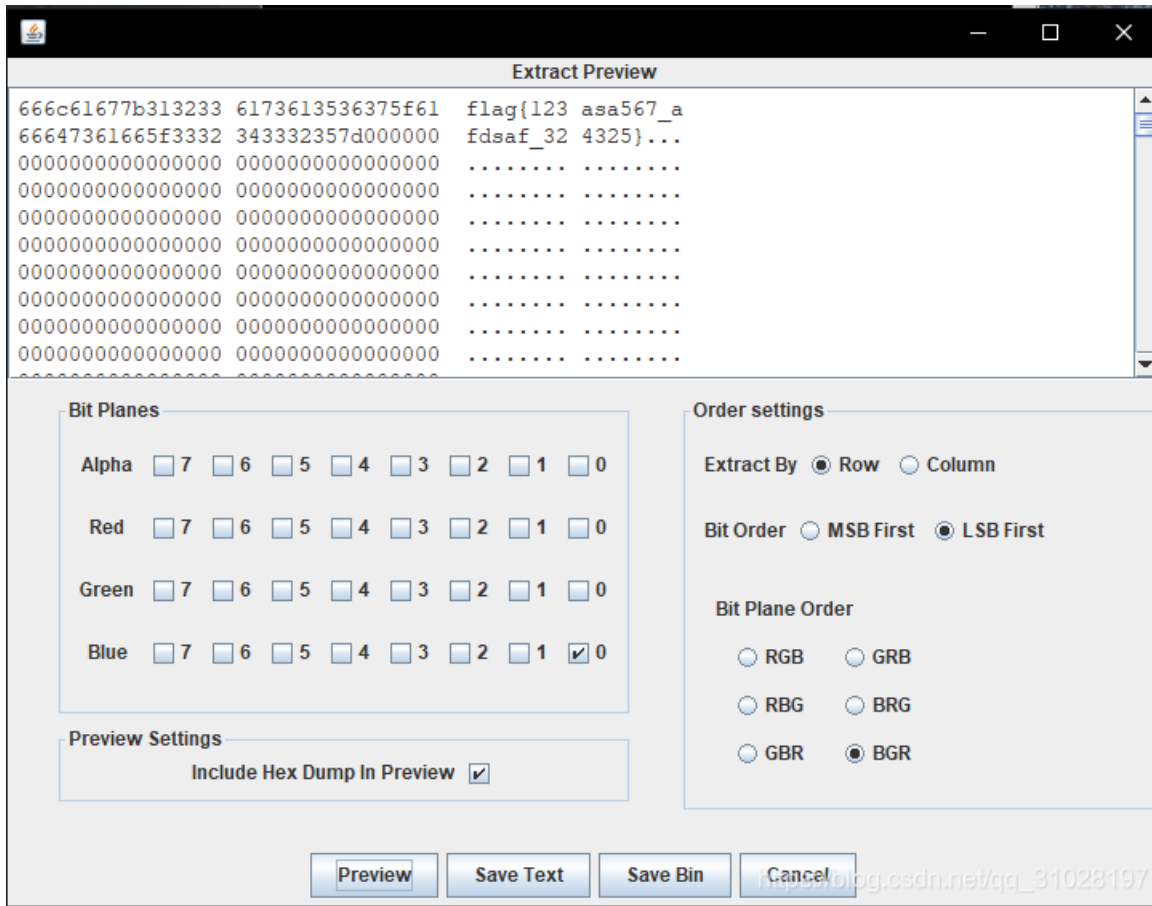 Extract Preview
666c61677b313233 6173613536375f61 flag{123 asa567_a
66647361665f3332 343332357d000000 fdsaf_32 4325}...
0000000000000000 0000000000000000 ........ ........
0000000000000000 0000000000000000 ........ ........
0000000000000000 0000000000000000 ........ ........
0000000000000000 0000000000000000 ........ ........
0000000000000000 0000000000000000 ........ ........
0000000000000000 0000000000000000 ........ ........
0000000000000000 0000000000000000 ........ ........
0000000000000000 0000000000000000 ........ ........
Bit Planes
Alpha 7 6 5 4 3 2 1 0
Red 7 6 5 4 3 2 1 0
Green 7 6 5 4 3 2 1 0
Blue 7 6 5 4 3 2 1 0
Preview Settings
Include Hex Dump In Preview
Order settings
Extract By Row Column
Bit Order MSB First LSB First
Bit Plane Order
RGB GRB
RBG BRG
GBR BGR
Preview Save Text Save Bin Cancel
https://blog.csdn.net/qq_31028197